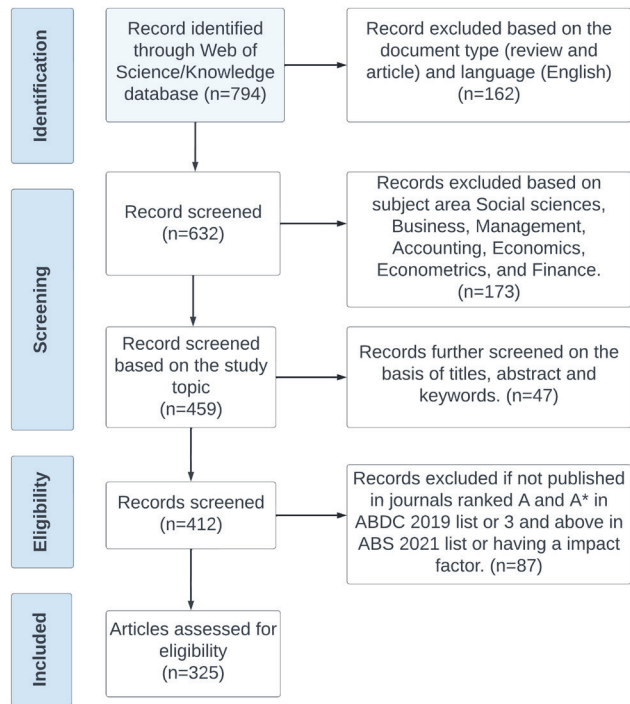 Identification
Record identified
through Web of
Science/Knowledge
database (n=794)
Record excluded based on the
document type (review and
article) and language (English)
(n=162)
Screening
Record screened
(n=632)
Records excluded based on
subject area Social sciences,
Business, Management,
Accounting, Economics,
Econometrics, and Finance.
(n=173)
Record screened
based on the study
topic
(n=459)
Records further screened on the
basis of titles, abstract and
keywords. (n=47)
Eligibility
Records screened
(n=412)
Records excluded if not published
in journals ranked A and A* in
ABDC 2019 list or 3 and above in
ABS 2021 list or having a impact
factor. (n=87)
Included
Articles assessed for
eligibility
(n=325)